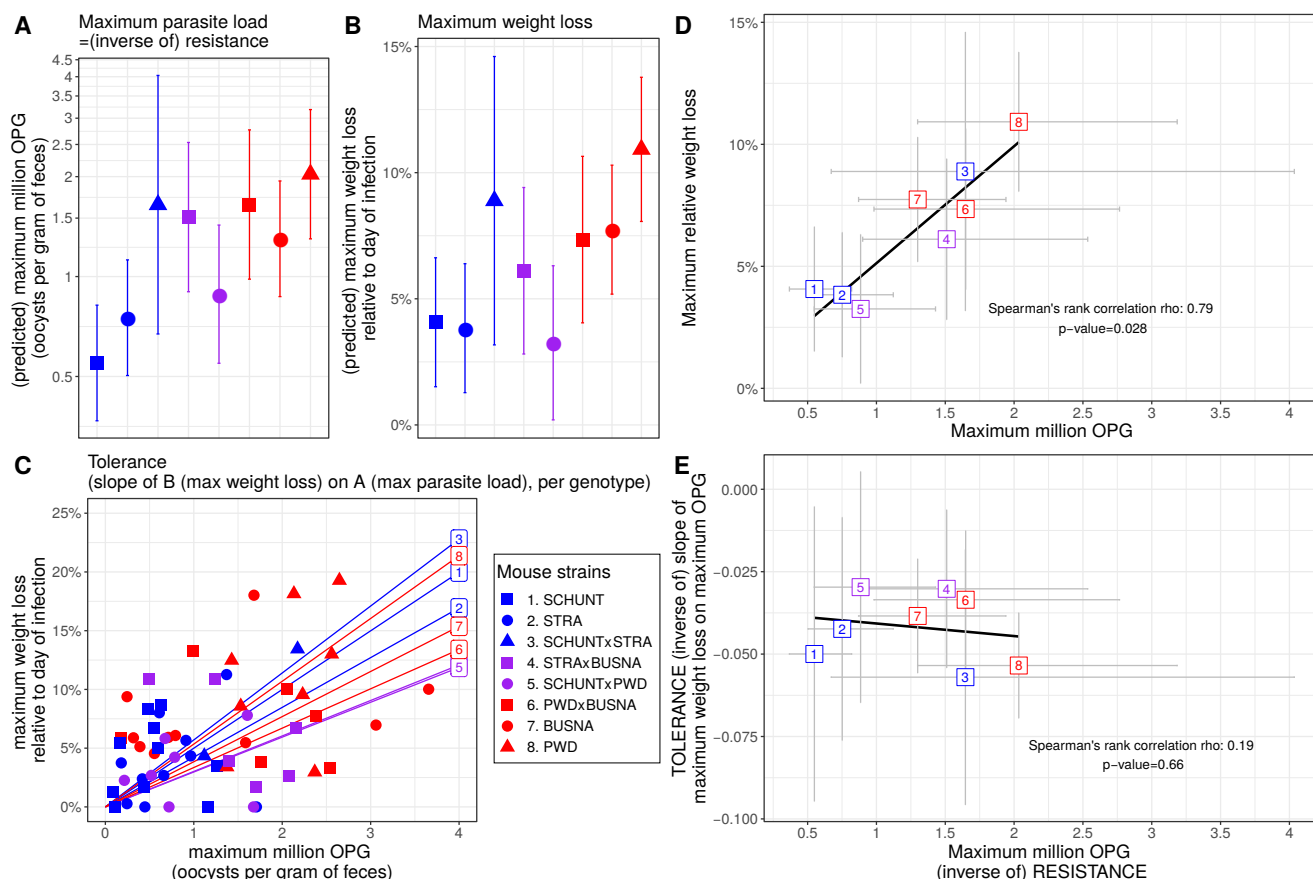 A
Maximum parasite load
=(inverse of) resistance
(predicted) maximum million OPG
(oocysts per gram of feces)
4.5
4
3.5
3
2.5
2
1.5
1
0.5
B
Maximum weight loss
(predicted) maximum weight loss
relative to day of infection
15%
10%
5%
0%
D
Maximum relative weight loss
15%
10%
5%
0%
1
2
3
4
5
6
7
8
Spearman's rank correlation rho: 0.79
p-value=0.028
0.5
1
1.5
2
2.5
3
3.5
4
Maximum million OPG
C
Tolerance
(slope of B (max weight loss) on A (max parasite load), per genotype)
maximum weight loss
relative to day of infection
25%
20%
15%
10%
5%
0%
3
8
1
2
7
6
5
0
1
2
3
4
maximum million OPG
(oocysts per gram of feces)
Mouse strains
1. SCHUNT
2. STRA
3. SCHUNTxSTRA
4. STRAxBUSNA
5. SCHUNTxPWD
6. PWDxBUSNA
7. BUSNA
8. PWD
E
TOLERANCE (inverse of) slope of
maximum weight loss on maximum OPG
0.000
−0.025
−0.050
−0.075
−0.100
5
4
6
7
2
1
8
3
Spearman's rank correlation rho: 0.19
p-value=0.66
0.5
1
1.5
2
2.5
3
3.5
4
Maximum million OPG
(inverse of) RESISTANCE